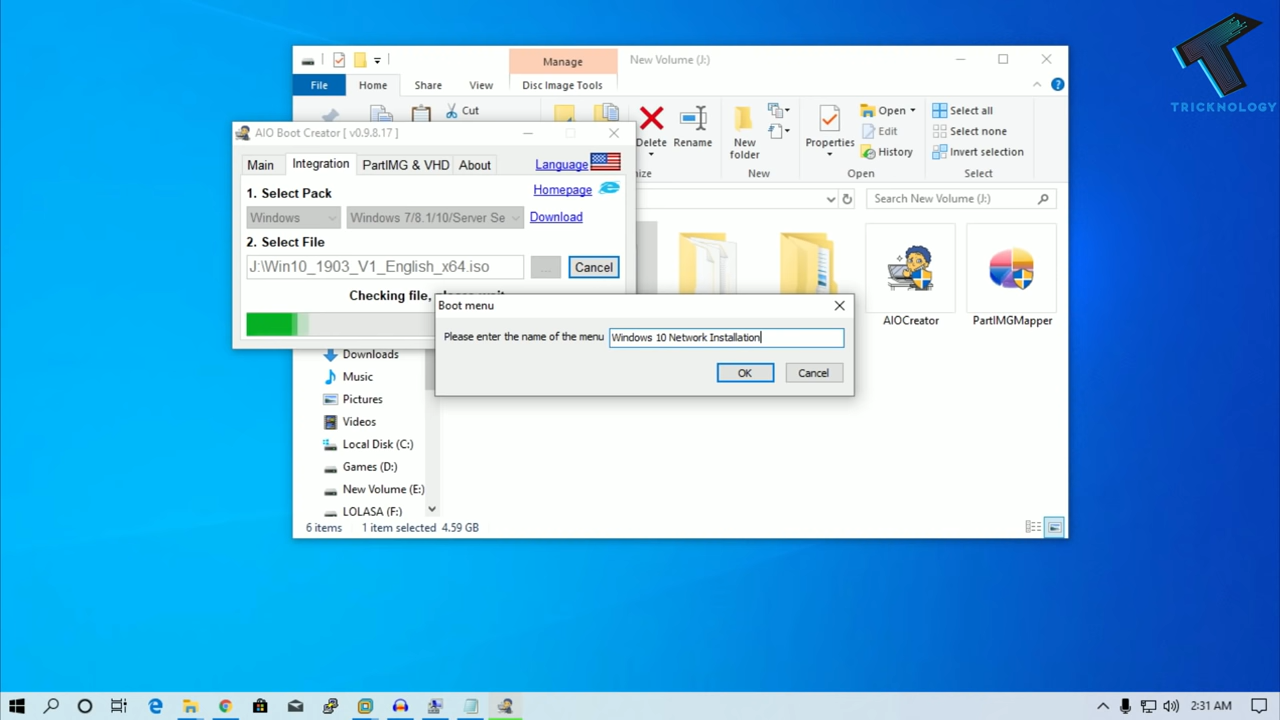 TRICKNOLOGY
Manage
New Volume (J:)
File
Home
Share
View
Disc Image Tools
Cut
Delete
Rename
New
folder
Properties
Open
Edit
History
Select all
Select none
Invert selection
ize
New
Open
Select
Search New Volume (J:)
AIO Boot Creator [ v0.9.8.17 ]
Main
Integration
PartIMG & VHD
About
Language
1. Select Pack
Homepage
Windows
Windows 7/8.1/10/Server Se
Download
2. Select File
J:\Win10_1903_V1_English_x64.iso
...
Cancel
Checking file,
Boot menu
Please enter the name of the menu
Windows 10 Network Installation
OK
Cancel
AIOCreator
PartIMGMapper
Downloads
Music
Pictures
Videos
Local Disk (C:)
Games (D:)
New Volume (E:)
LOLASA (F:)
6 items
1 item selected 4.59 GB
2:31 AM